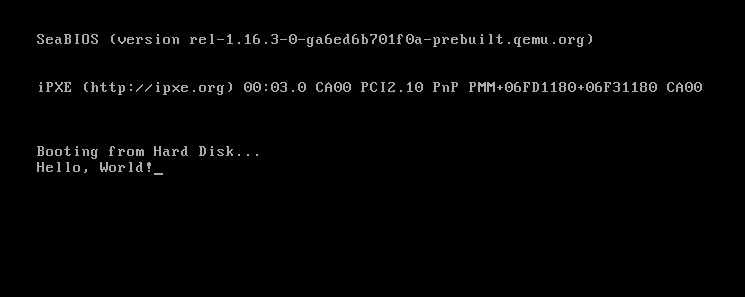 SeaBIOS (version rel-1.16.3-0-ga6ed6b701f0a-prebuilt.qemu.org)
iPXE (http://ipxe.org) 00:03.0 CA00 PCI2.10 PnP PMM+06FD1180+06F31180 CA00
Booting from Hard Disk...
Hello, World!_